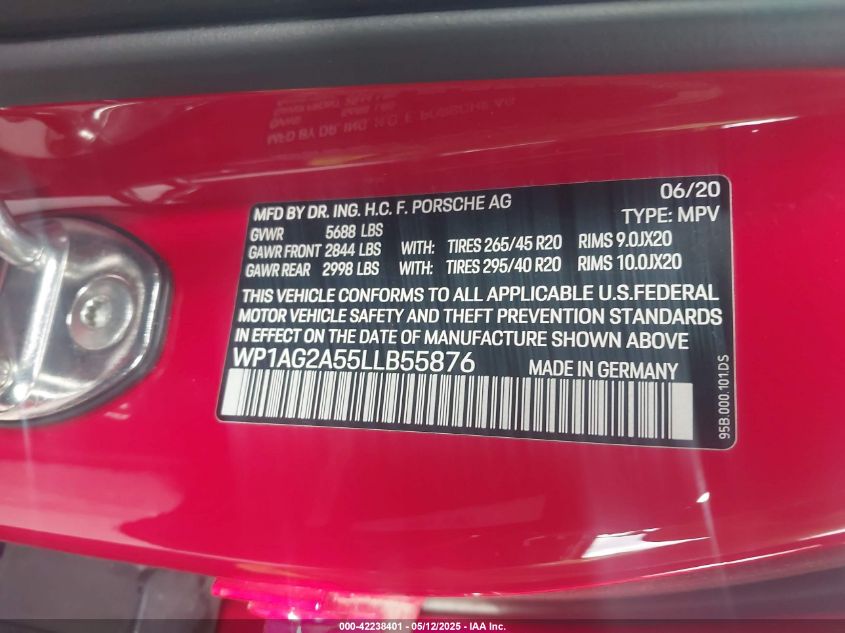 MFD BY DR. ING. H.C. F. PORSCHE AG 06/20
TYPE: MPV
GVWR 5688 LBS
GAWR FRONT 2844 LBS WITH: TIRES 265/45 R20 RIMS 9.0JX20
GAWR REAR 2998 LBS WITH: TIRES 295/40 R20 RIMS 10.0JX20
THIS VEHICLE CONFORMS TO ALL APPLICABLE U.S.FEDERAL
MOTOR VEHICLE SAFETY AND THEFT PREVENTION STANDARDS
IN EFFECT ON THE DATE OF MANUFACTURE SHOWN ABOVE
WP1AG2A55LLB55876 MADE IN GERMANY
95B.000.101.DS
000-42238401 - 05/12/2025 - IAA Inc.